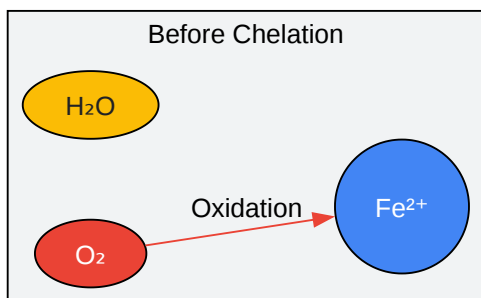 Before Chelation
H₂O
Oxidation
Fe²⁺
O₂